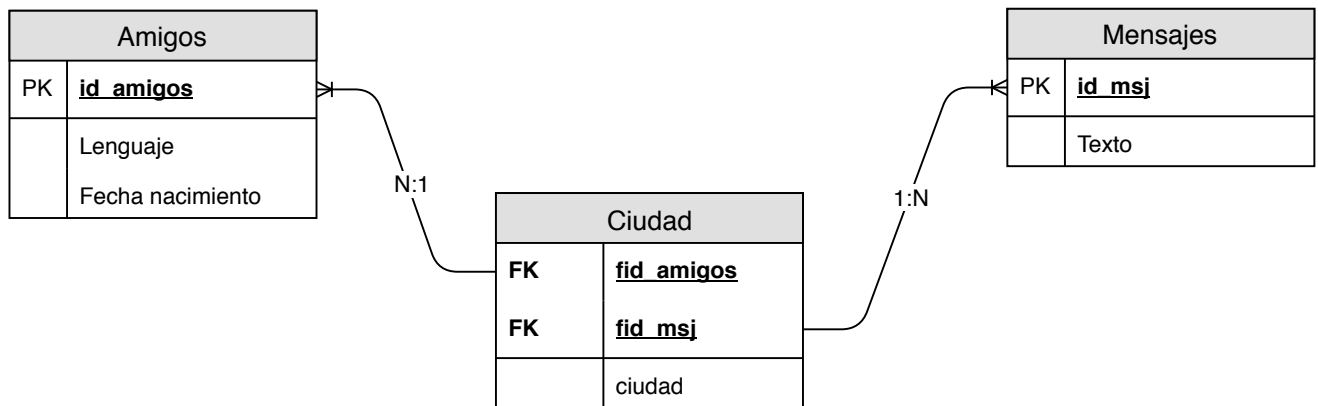 Amigos
PK id_amigos
Lenguaje
Fecha nacimiento
N:1
Ciudad
FK fid_amigos
FK fid_msj
ciudad
1:N
Mensajes
PK id_msj
Texto